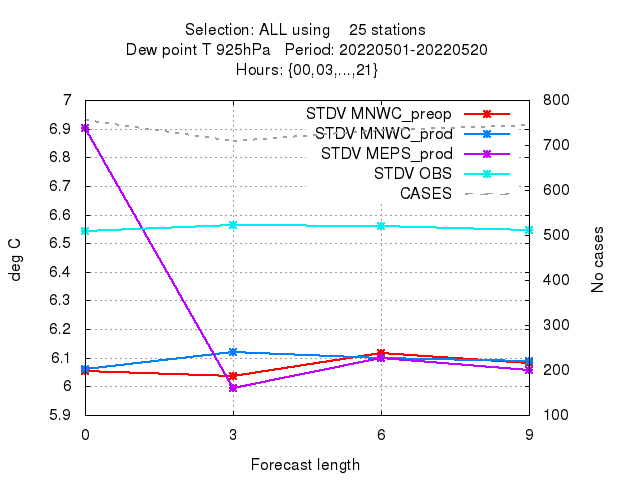 Selection: ALL using 25 stations
Dew point T 925hPa Period: 20220501-20220520
Hours: {00,03,...,21}
7
6.9
6.8
6.7
6.6
6.5
6.4
6.3
6.2
6.1
6
5.9
deg C
STDV MNWC_preop
STDV MNWC_prod
STDV MEPS_prod
STDV OBS
CASES
800
700
600
500
400
300
200
100
No cases
0
3
6
9
Forecast length